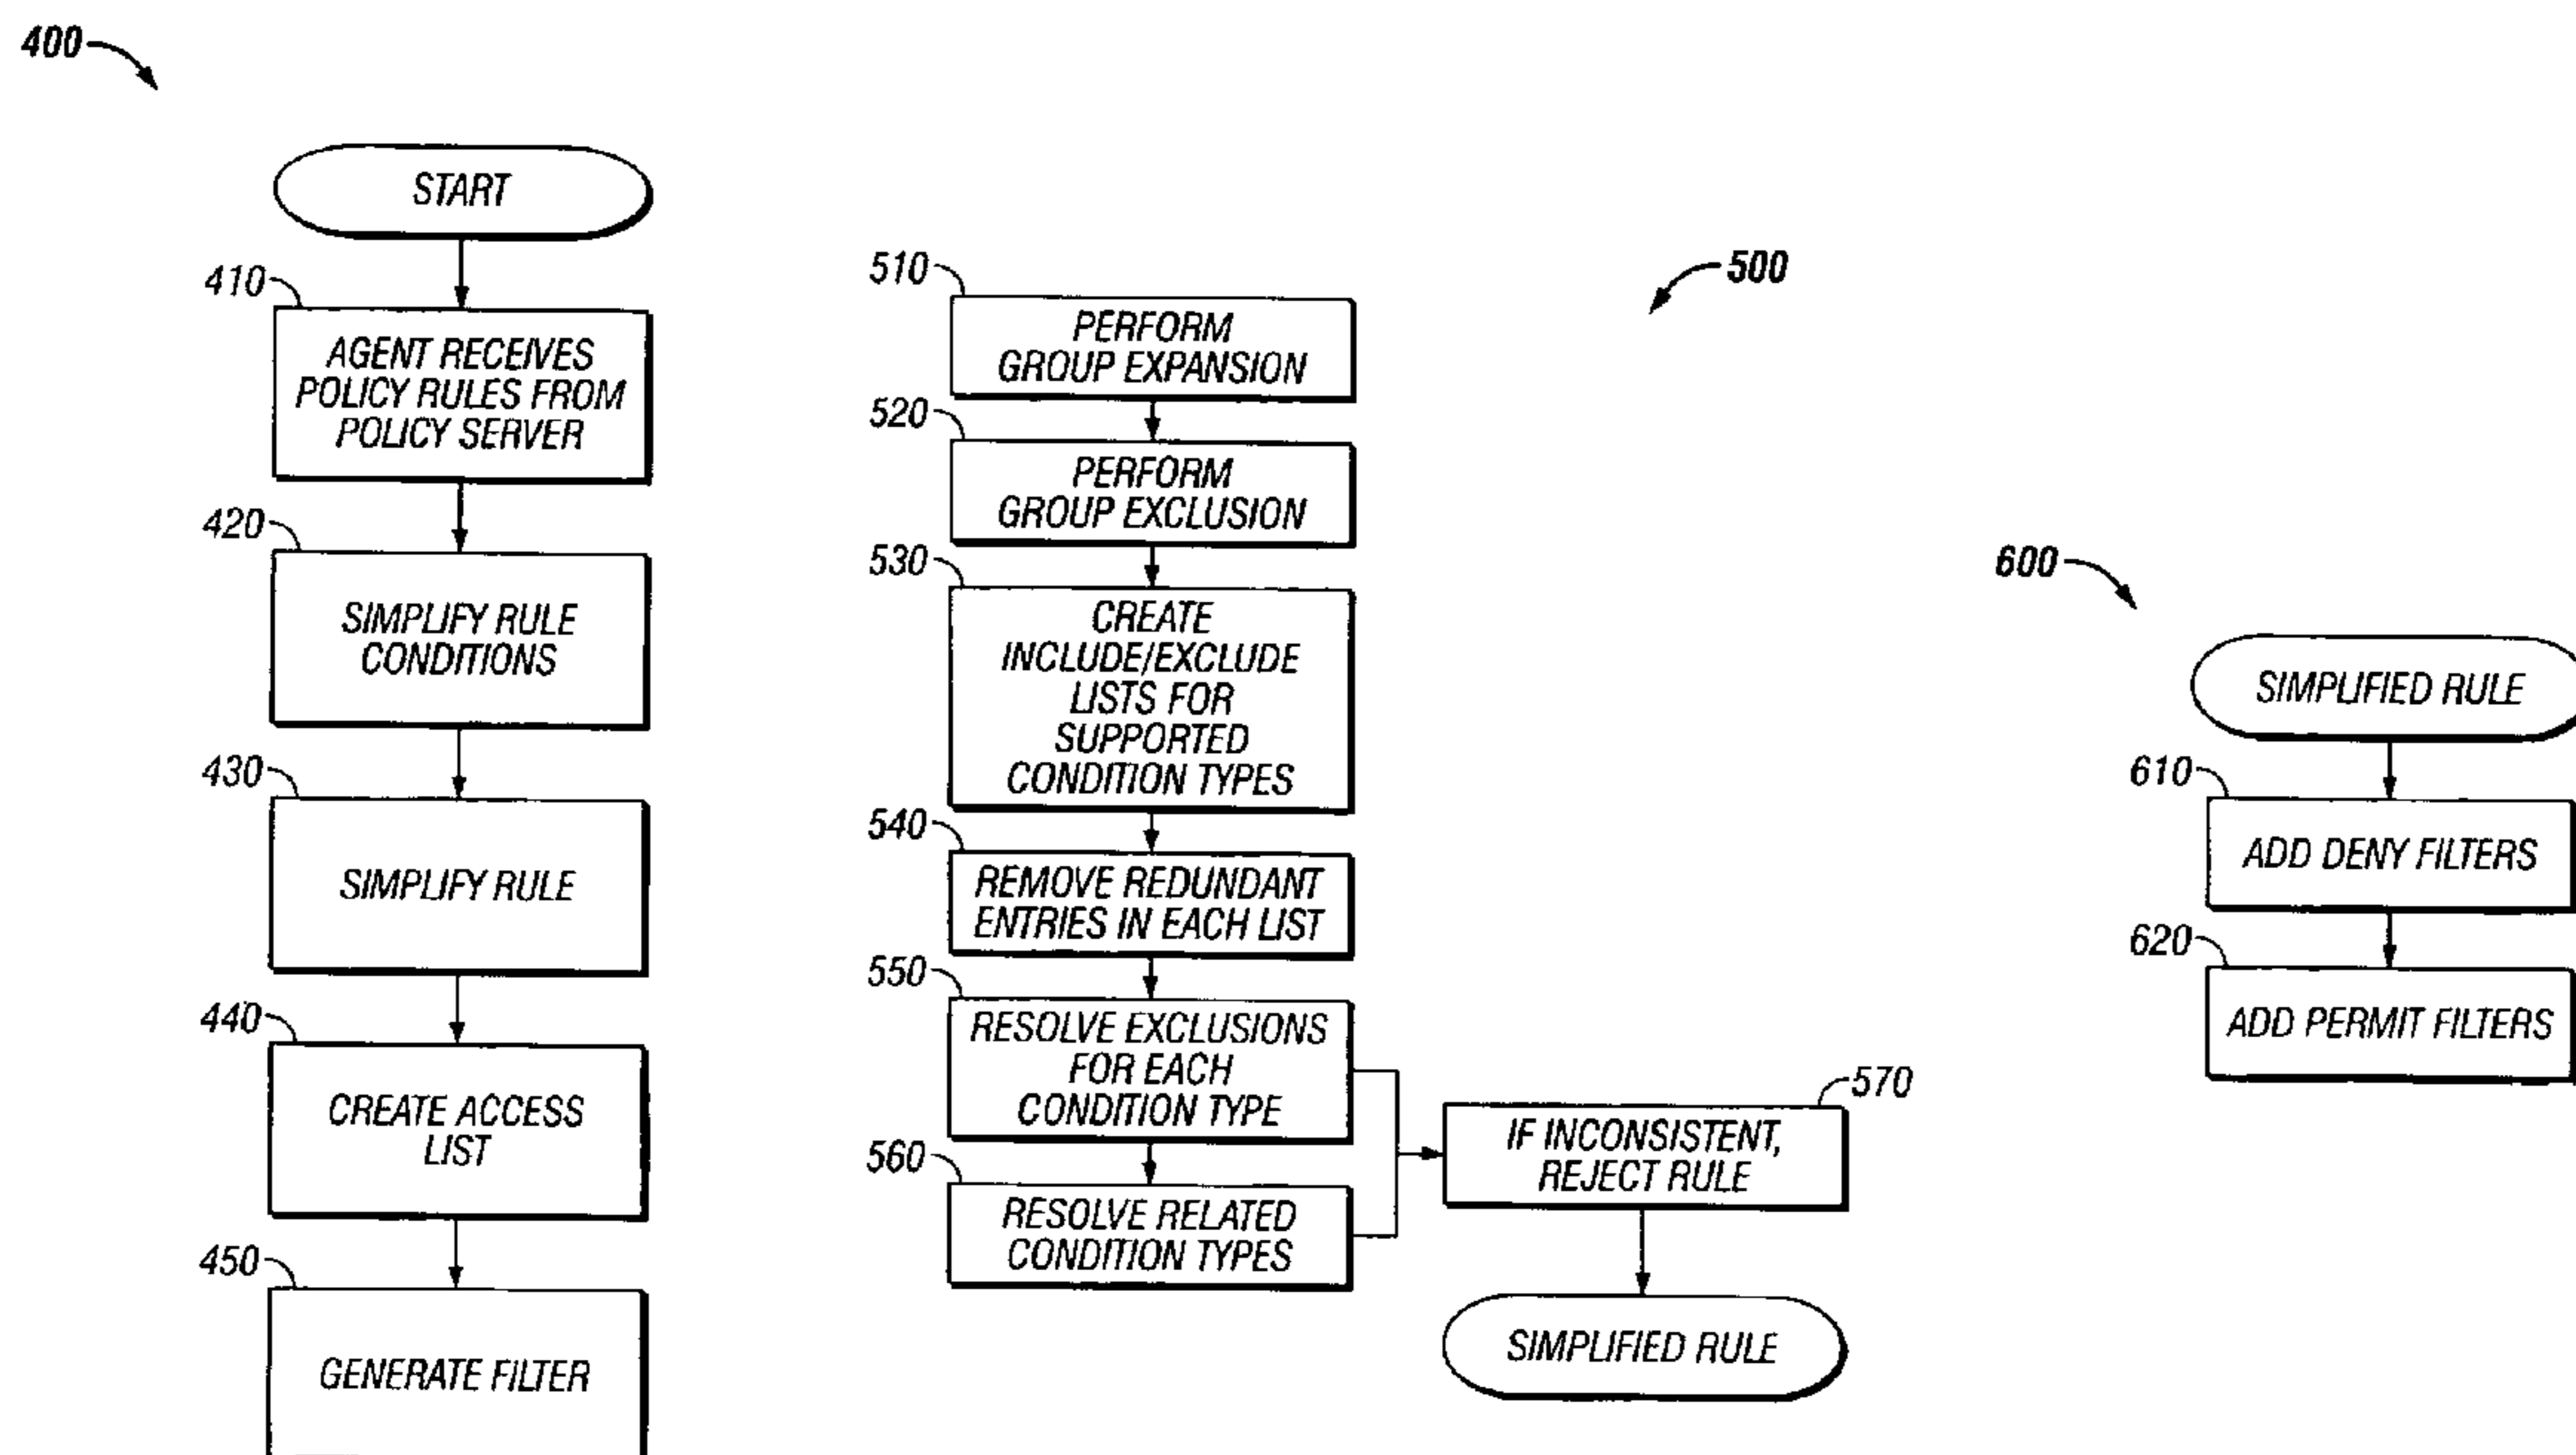 400
START
410
AGENT RECEIVES
POLICY RULES FROM
POLICY SERVER
420
SIMPLIFY RULE
CONDITIONS
430
SIMPLIFY RULE
440
CREATE ACCESS
LIST
450
GENERATE FILTER
500
510
PERFORM
GROUP EXPANSION
520
PERFORM
GROUP EXCLUSION
530
CREATE
INCLUDE/EXCLUDE
LISTS FOR
SUPPORTED
CONDITION TYPES
540
REMOVE REDUNDANT
ENTRIES IN EACH LIST
550
RESOLVE EXCLUSIONS
FOR EACH
CONDITION TYPE
560
RESOLVE RELATED
CONDITION TYPES
570
IF INCONSISTENT,
REJECT RULE
SIMPLIFIED RULE
600
SIMPLIFIED RULE
610
ADD DENY FILTERS
620
ADD PERMIT FILTERS